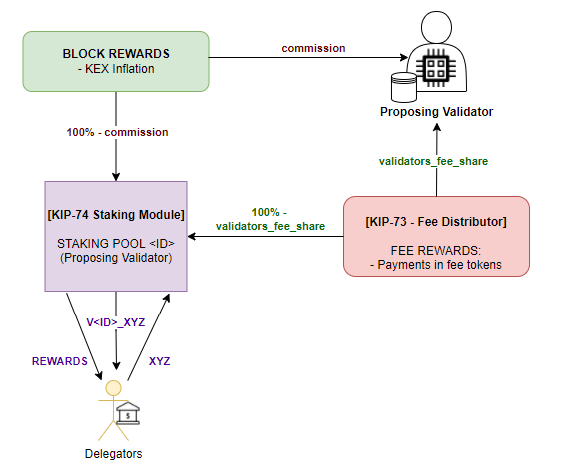 BLOCK REWARDS
- KEX Inflation
commission
Proposing Validator
100% - commission
validators_fee_share
[KIP-74 Staking Module]
STAKING POOL <ID>
(Proposing Validator)
100% -
validators_fee_share
[KIP-73 - Fee Distributor]
FEE REWARDS:
- Payments in fee tokens
V<ID>_XYZ
REWARDS
XYZ
$
Delegators